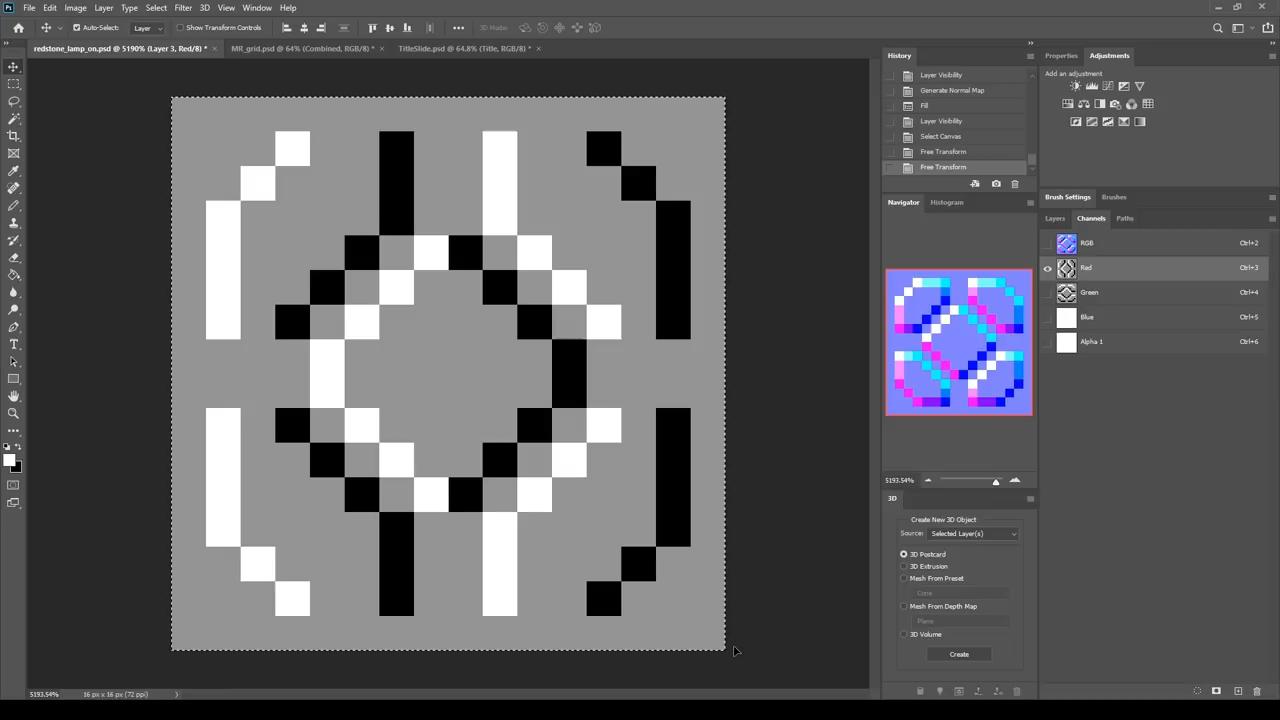 Ps File Edit Image Layer Type Select Filter 3D View Window Help
Auto-Select: Layer Show Transform Controls 3D Mode:
redstone_lamp_on.psd @ 5190% (Layer 3, Red/8) * × MR_grid.psd @ 64% (Combined, RGB/8) * × TitleSlide.psd @ 64.8% (Title, RGB/8) * ×
History
Layer Visibility
Generate Normal Map
Fill
Layer Visibility
Select Canvas
Free Transform
Free Transform
Navigator Histogram
5193.54%
3D
Create New 3D Object
Source: Selected Layer(s)
3D Postcard
3D Extrusion
Mesh From Preset
Cone
Mesh From Depth Map
Plane
3D Volume
Create
Properties Adjustments
Add an adjustment
Brush Settings Brushes
Layers Channels Paths
RGB Ctrl+2
Red Ctrl+3
Green Ctrl+4
Blue Ctrl+5
Alpha 1 Ctrl+6
5193.54% 16 px x 16 px (72 ppi)